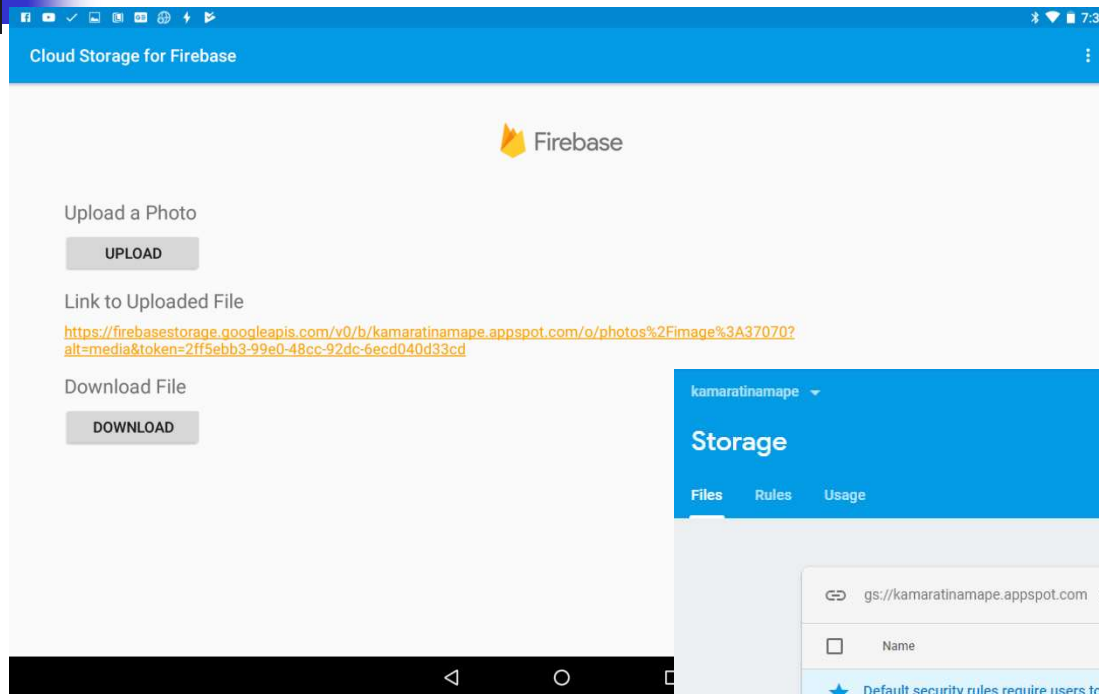 7:3
Cloud Storage for Firebase
Firebase
Upload a Photo
UPLOAD
Link to Uploaded File
https://firebasestorage.googleapis.com/v0/b/kamaratinamape.appspot.com/o/photos%2Fimage%3A37070?
alt=media&token=2ff5ebb3-99e0-48cc-92dc-6ecd040d33cd
Download File
DOWNLOAD
kamaratinamape
Storage
Files Rules Usage
gs://kamaratinamape.appspot.com
Name
Default security rules require users to